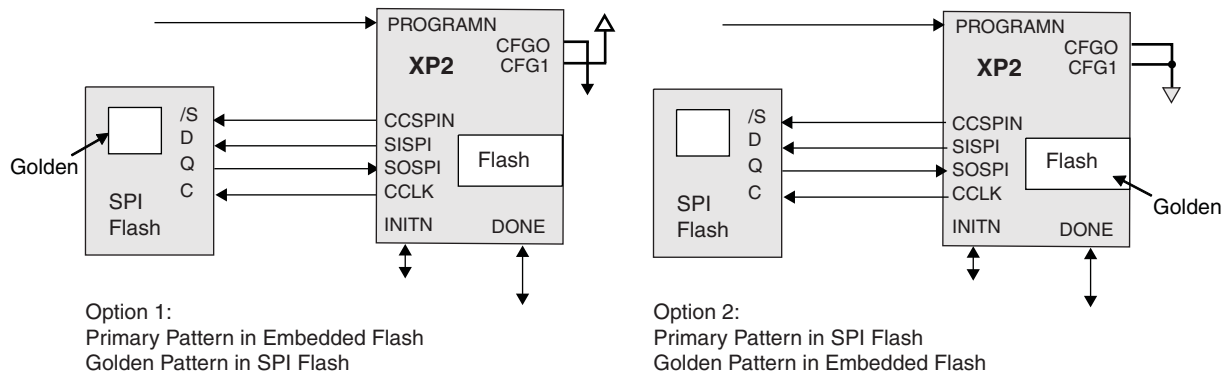 PROGRAMN
CFGO
CFG1
XP2
/S
D
Q
C
CCSPIN
SISPI
SOSPI
CCLK
Flash
Golden
SPI
Flash
INITN
DONE
Option 1:
Primary Pattern in Embedded Flash
Golden Pattern in SPI Flash
PROGRAMN
CFGO
CFG1
XP2
/S
D
Q
C
CCSPIN
SISPI
SOSPI
CCLK
Flash
Golden
SPI
Flash
INITN
DONE
Option 2:
Primary Pattern in SPI Flash
Golden Pattern in Embedded Flash